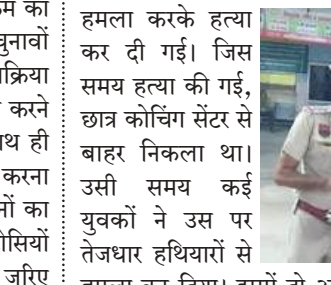 म का
चुनावों
क्रिया
करने
थ ही
करना
नों का
सियों
जरिए
हमला करके हत्या
कर दी गई। जिस
समय हत्या की गई,
छात्र कोचिंग सेंटर से
बाहर निकला था।
उसी समय कई
युवकों ने उस पर
तेजधार हथियारों से